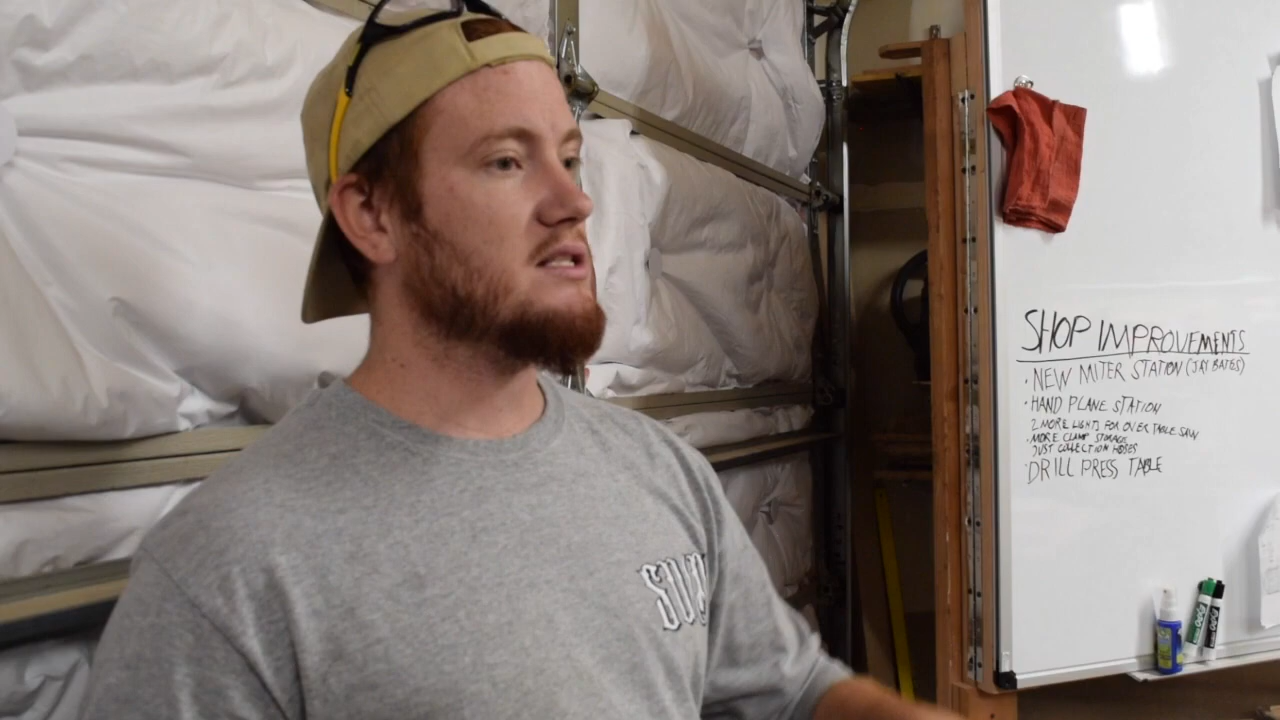 SHOP IMPROVEMENTS
· NEW MITER STATION (JAY BATES)
· HAND PLANE STATION
2 MORE LIGHTS FOR OVER TABLE SAW
· MORE CLAMP STORAGE
DUST COLLECTION HOSES
· DRILL PRESS TABLE
EXPO